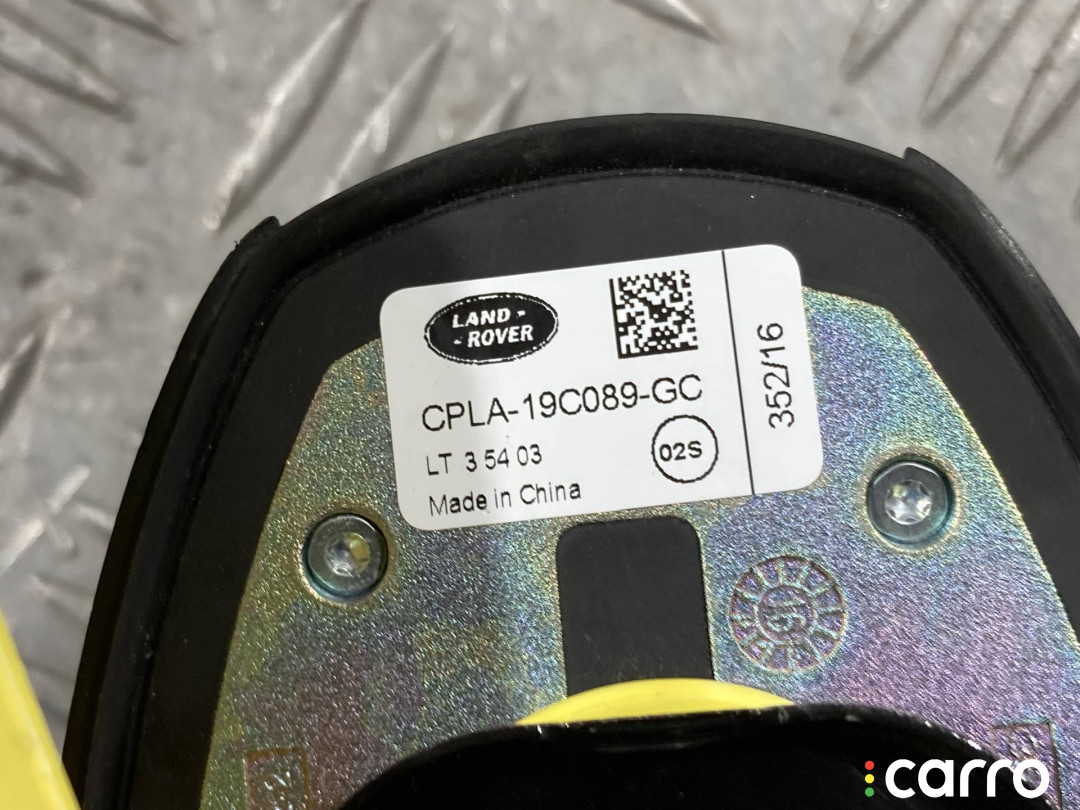 LAND -
- ROVER
CPLA-19C089-GC
LT 3 54 03
02S
Made in China
352/16
carro